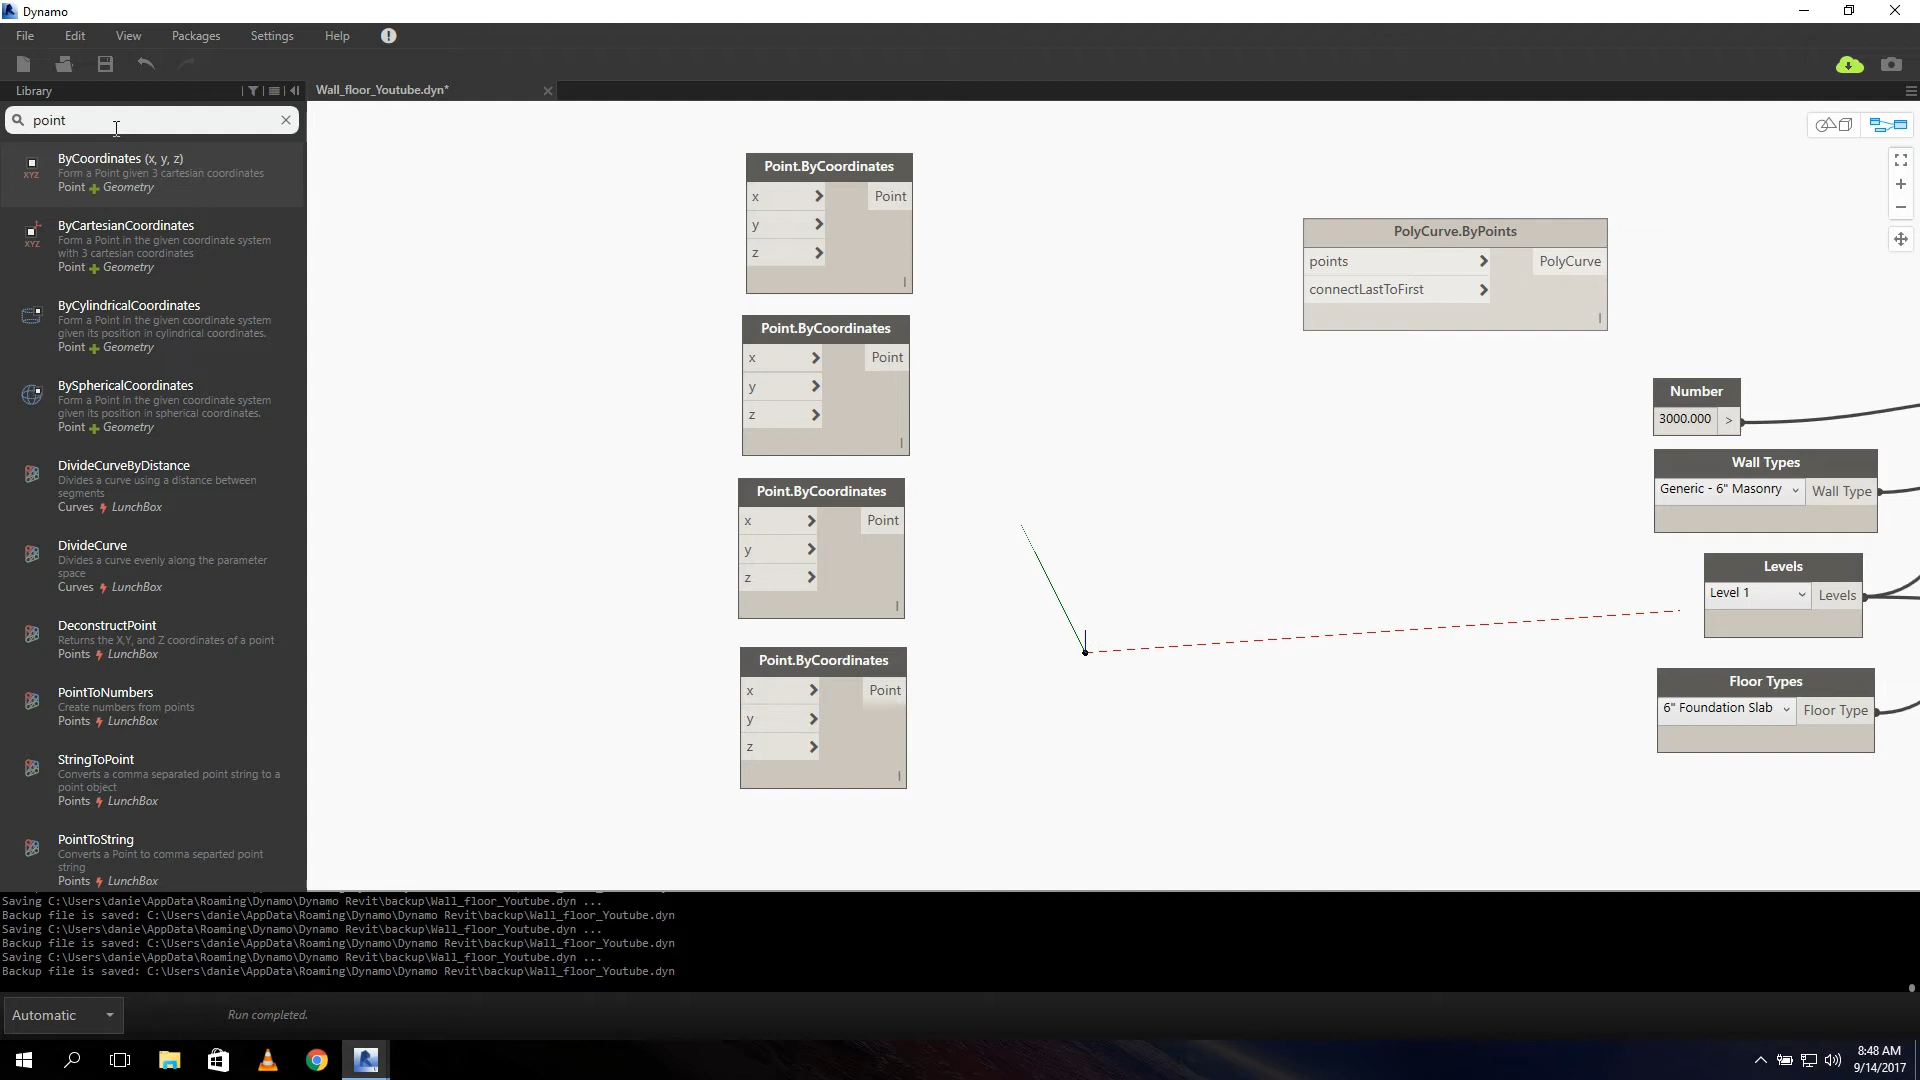 Dynamo
File Edit View Packages Settings Help
Library
Wall_floor_Youtube.dyn*
point
ByCoordinates (x, y, z)
Form a Point given 3 cartesian coordinates
Point Geometry
ByCartesianCoordinates
Form a Point in the given coordinate system
with 3 cartesian coordinates
Point Geometry
ByCylindricalCoordinates
Form a Point in the given coordinate system
given its position in cylindrical coordinates.
Point Geometry
BySphericalCoordinates
Form a Point in the given coordinate system
given its position in spherical coordinates.
Point Geometry
DivideCurveByDistance
Divides a curve using a distance between
segments
Curves LunchBox
DivideCurve
Divides a curve evenly along the parameter
space
Curves LunchBox
DeconstructPoint
Returns the X,Y, and Z coordinates of a point
Points LunchBox
PointToNumbers
Create numbers from points
Points LunchBox
StringToPoint
Converts a comma separated point string to a
point object
Points LunchBox
PointToString
Converts a Point to comma separted point
string
Points LunchBox
XYZ
XYZ
Point.ByCoordinates
x Point
y
z
Point.ByCoordinates
x Point
y
z
Point.ByCoordinates
x Point
y
z
Point.ByCoordinates
x Point
y
z
PolyCurve.ByPoints
points PolyCurve
connectLastToFirst
Number
3000.000 >
Wall Types
Generic - 6" Masonry Wall Type
Levels
Level 1 Levels
Floor Types
6" Foundation Slab Floor Type
Saving C:\Users\danie\AppData\Roaming\Dynamo\Dynamo Revit\backup\Wall_floor_Youtube.dyn ...
Backup file is saved: C:\Users\danie\AppData\Roaming\Dynamo\Dynamo Revit\backup\Wall_floor_Youtube.dyn
Saving C:\Users\danie\AppData\Roaming\Dynamo\Dynamo Revit\backup\Wall_floor_Youtube.dyn ...
Backup file is saved: C:\Users\danie\AppData\Roaming\Dynamo\Dynamo Revit\backup\Wall_floor_Youtube.dyn
Saving C:\Users\danie\AppData\Roaming\Dynamo\Dynamo Revit\backup\Wall_floor_Youtube.dyn ...
Backup file is saved: C:\Users\danie\AppData\Roaming\Dynamo\Dynamo Revit\backup\Wall_floor_Youtube.dyn
Automatic Run completed.
8:48 AM
9/14/2017